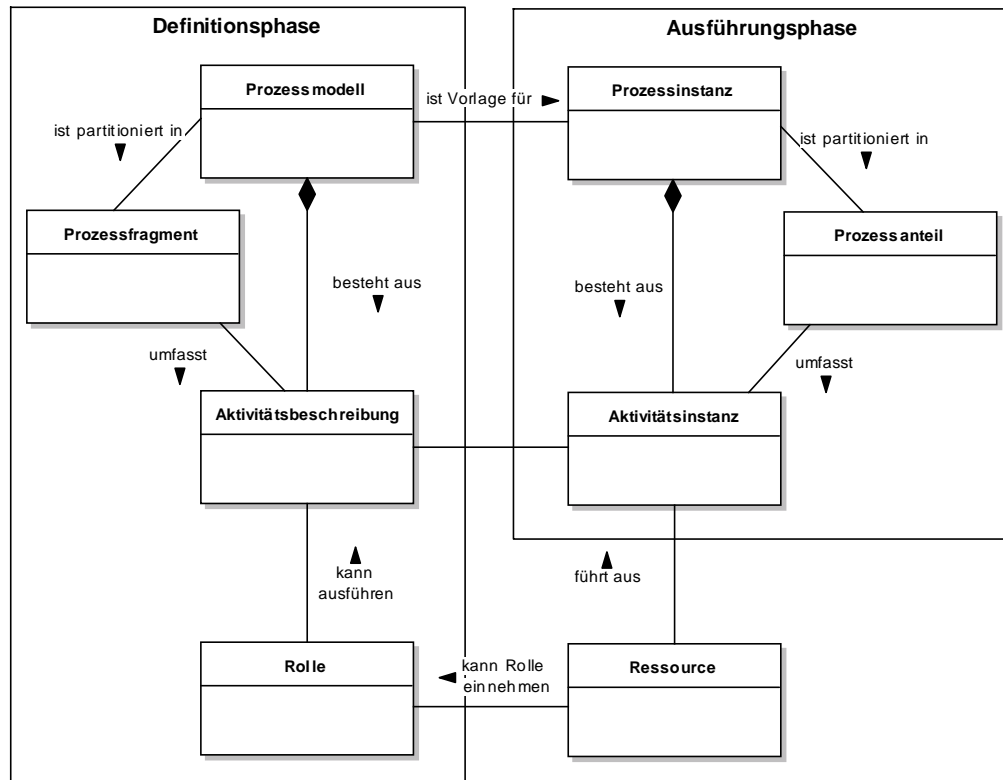 Definitionsphase
Ausführungsphase
Prozessmodell
ist Vorlage für
Prozessinstanz
ist partitioniert in
ist partitioniert in
Prozessfragment
Prozessanteil
besteht aus
besteht aus
umfasst
umfasst
Aktivitätsbeschreibung
Aktivitätsinstanz
kann
ausführen
führt aus
Rolle
kann Rolle
einnehmen
Ressource